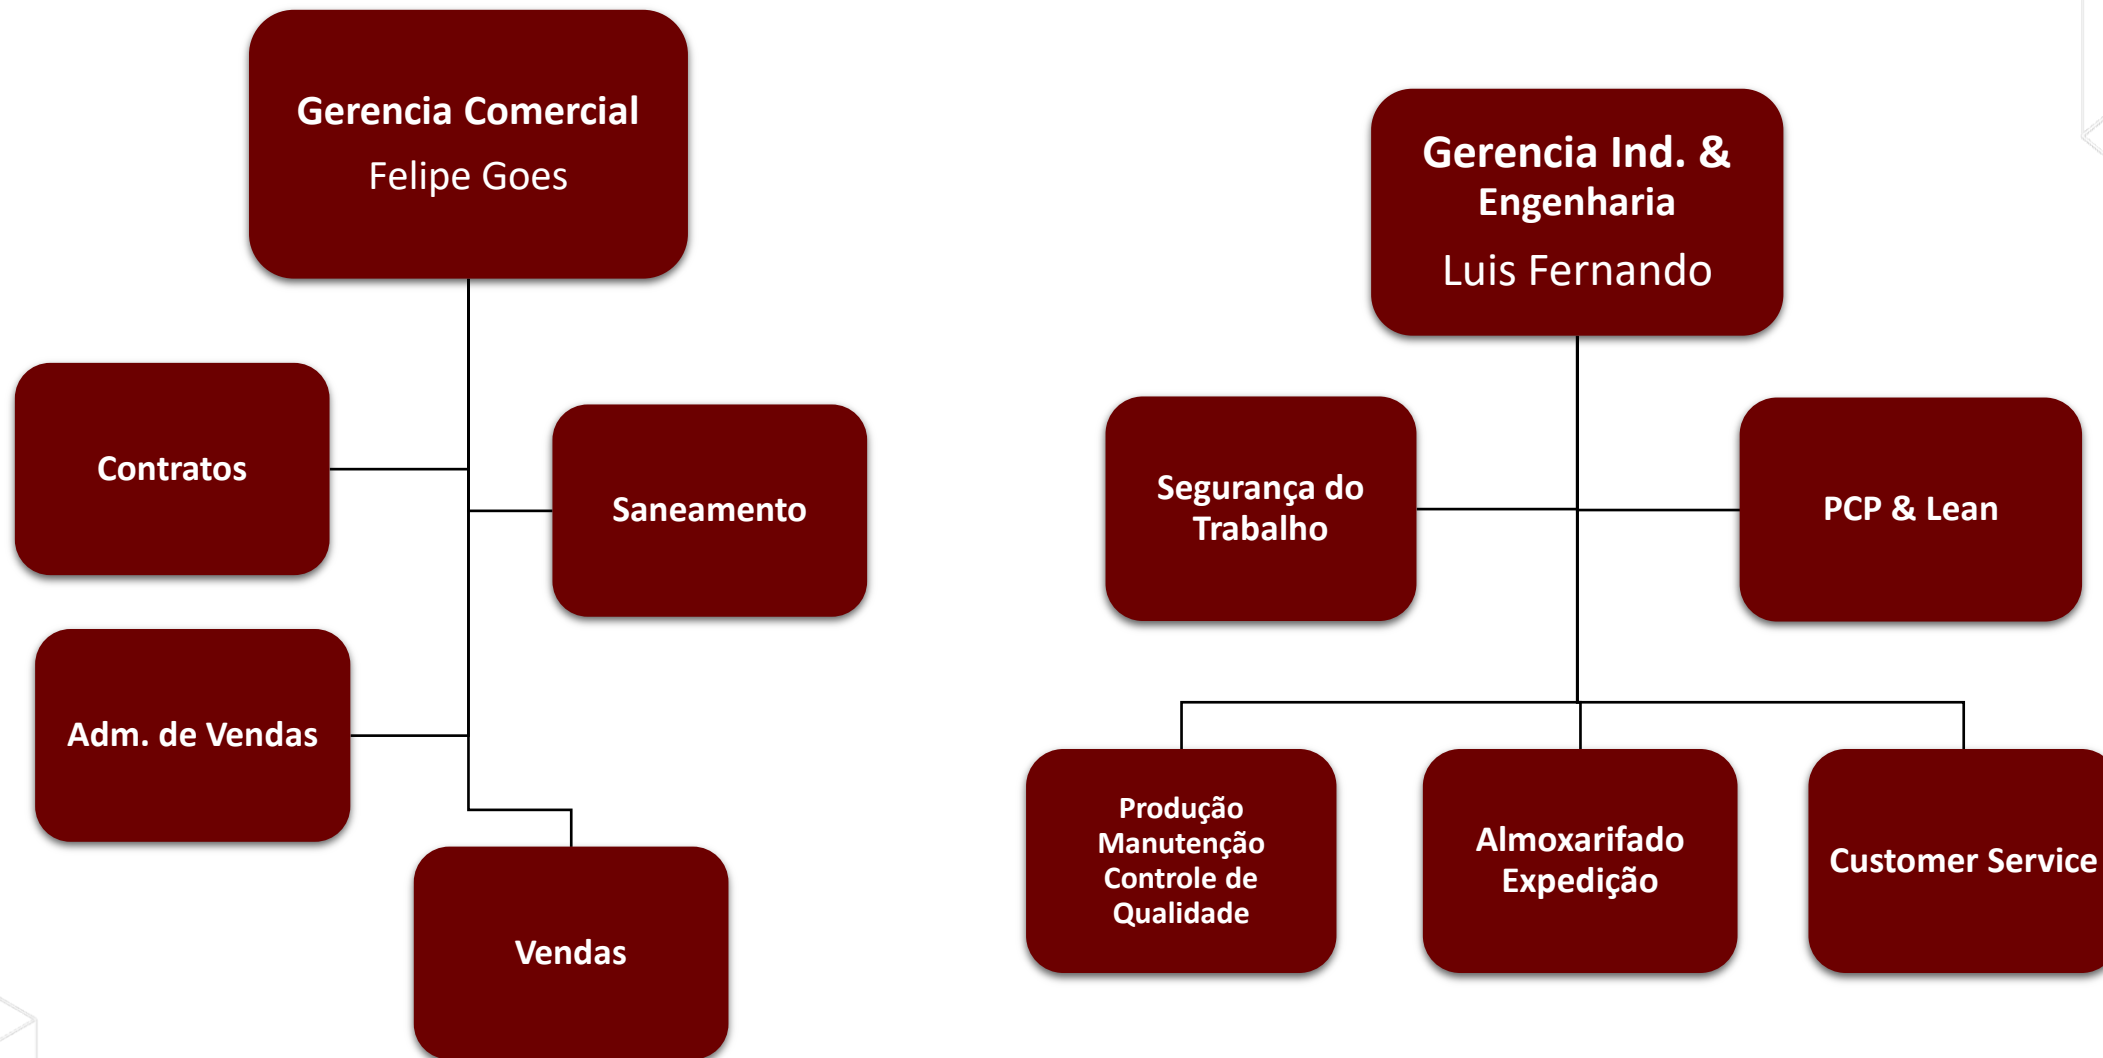 Gerencia Comercial
Felipe Goes
Contratos
Saneamento
Adm. de Vendas
Vendas
Gerencia Ind. &
Engenharia
Luis Fernando
Segurança do
Trabalho
PCP & Lean
Produção
Manutenção
Controle de
Qualidade
Almoxarifado
Expedição
Customer Service